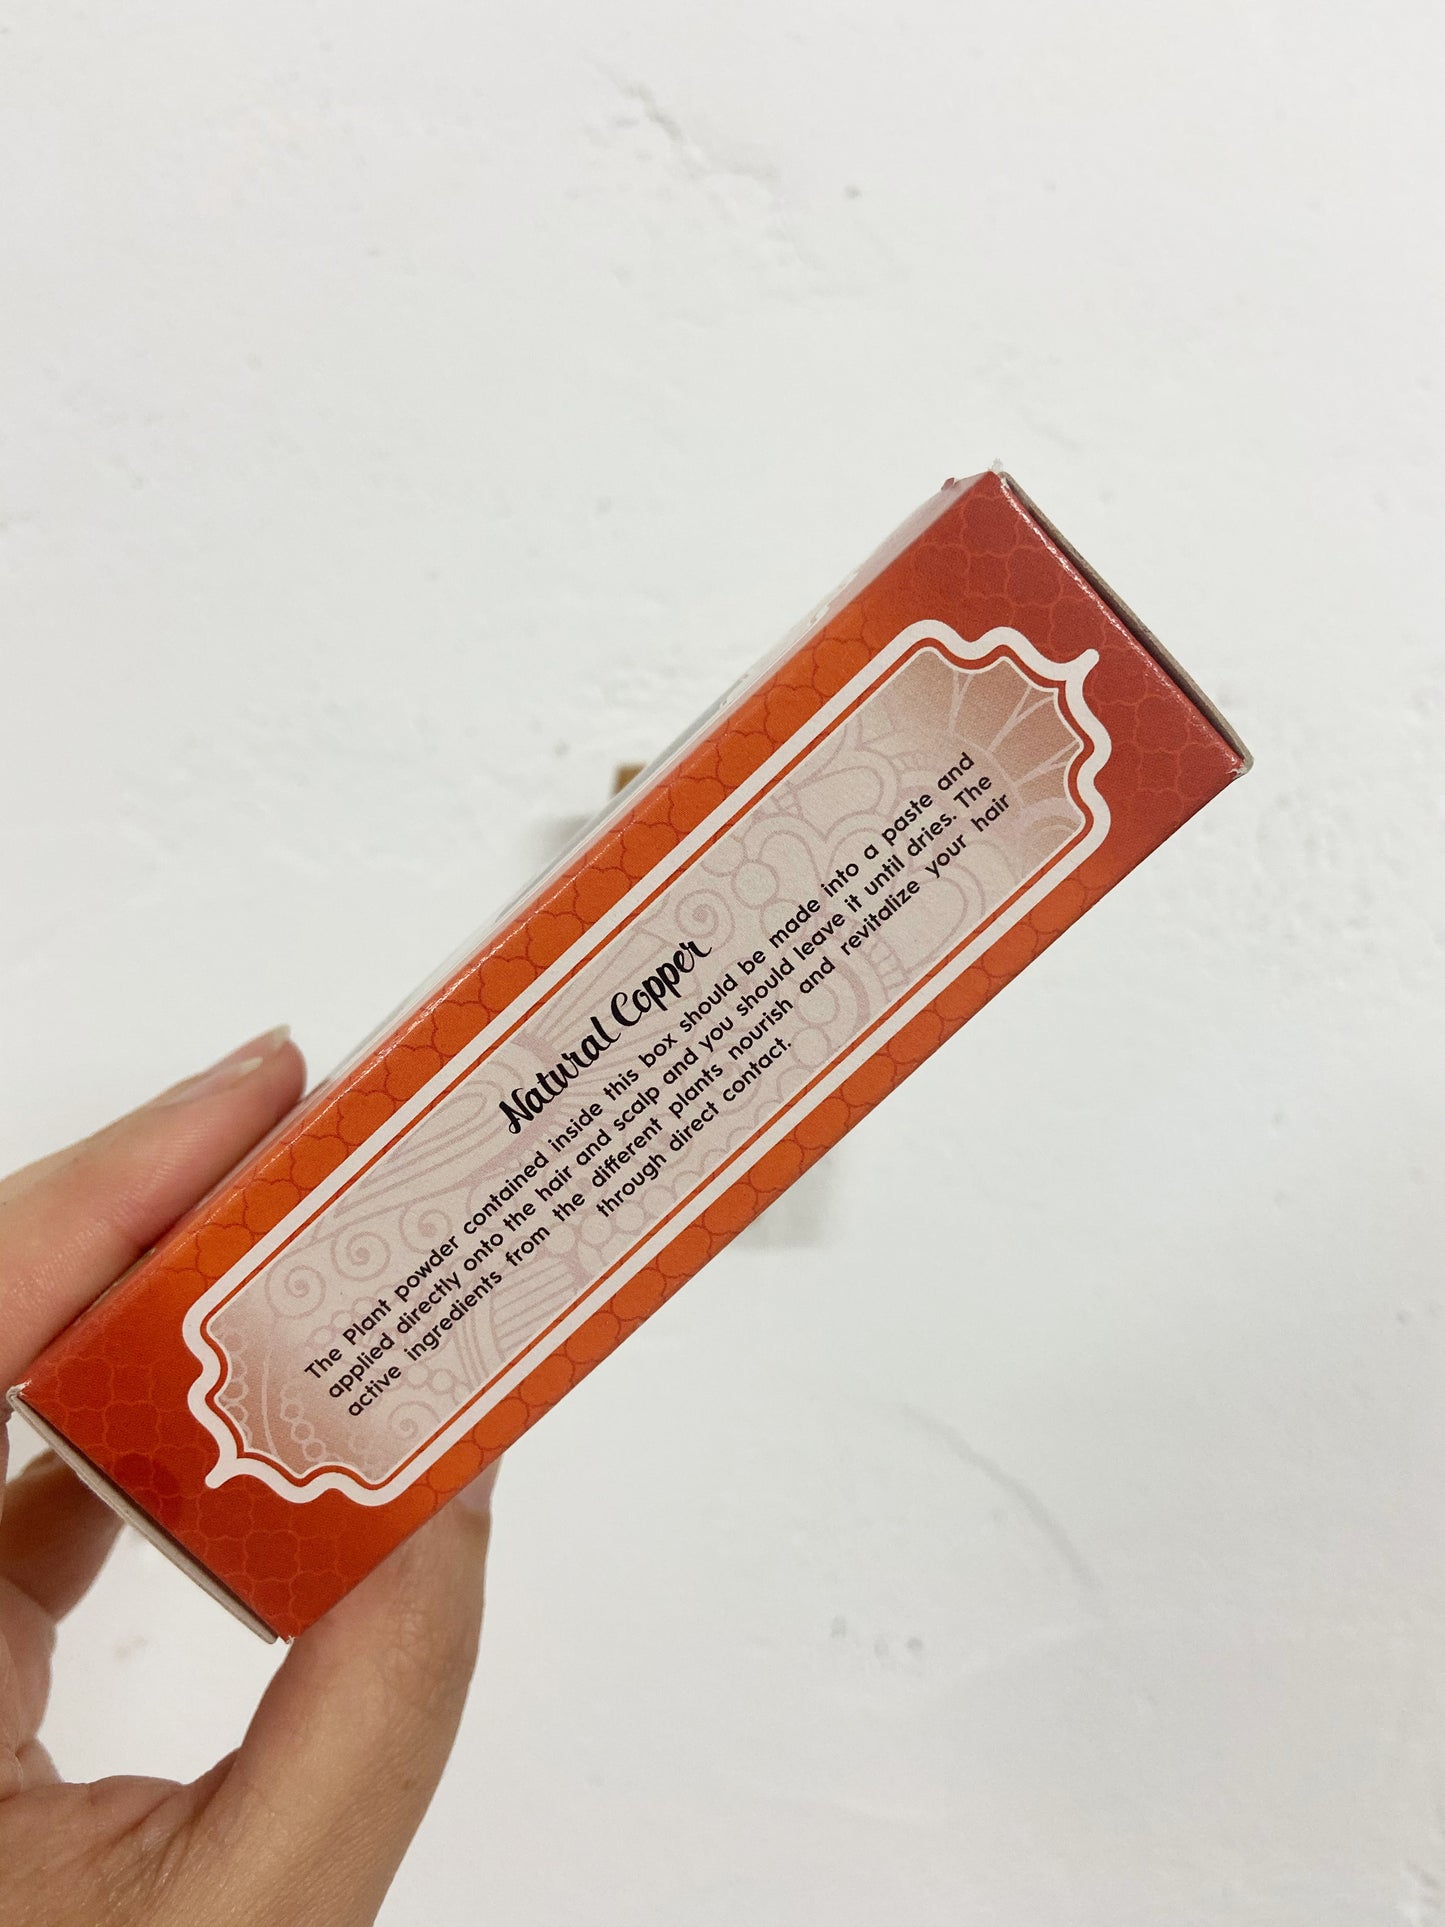 Natural Copper
The Plant powder contained inside this box should be made into a paste and
applied directly onto the hair and scalp and you should leave it until dries. The
active ingredients from the different plants nourish and revitalize your hair
through direct contact.